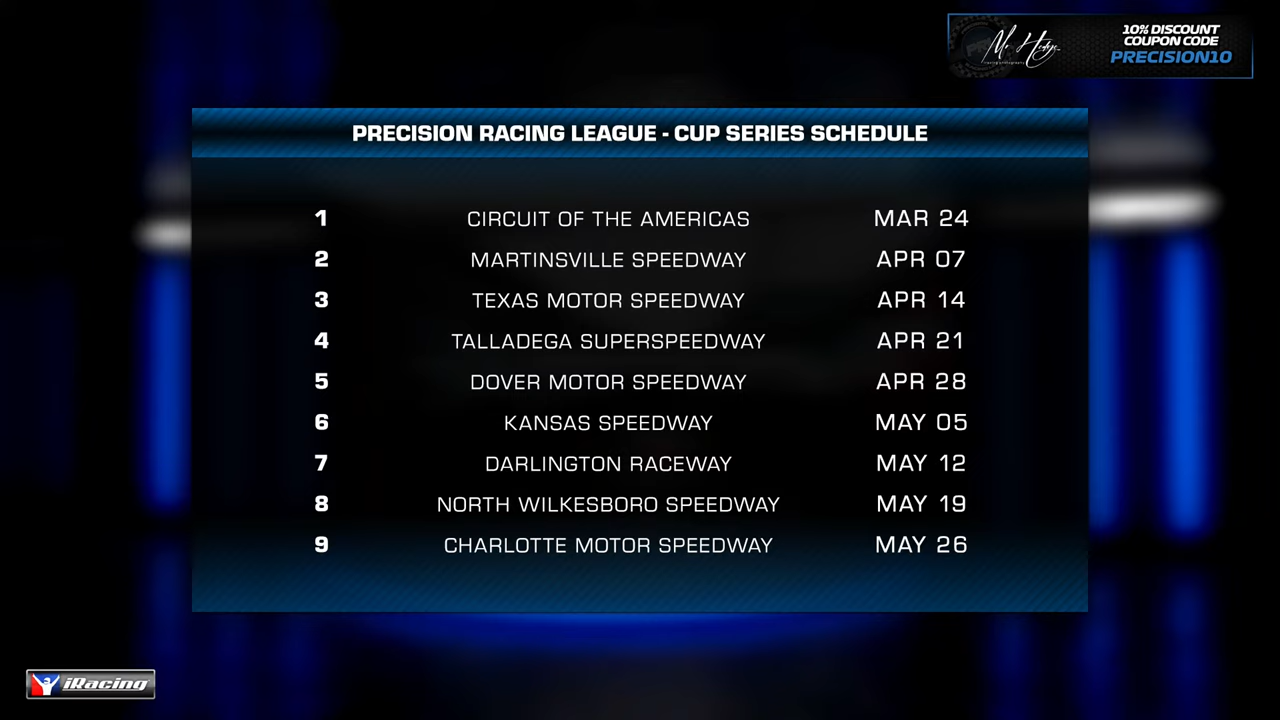 10% DISCOUNT
COUPON CODE
PRECISION10
PRECISION RACING LEAGUE - CUP SERIES SCHEDULE
1 CIRCUIT OF THE AMERICAS MAR 24
2 MARTINSVILLE SPEEDWAY APR 07
3 TEXAS MOTOR SPEEDWAY APR 14
4 TALLADEGA SUPERSPEEDWAY APR 21
5 DOVER MOTOR SPEEDWAY APR 28
6 KANSAS SPEEDWAY MAY 05
7 DARLINGTON RACEWAY MAY 12
8 NORTH WILKESBORO SPEEDWAY MAY 19
9 CHARLOTTE MOTOR SPEEDWAY MAY 26
iRacing